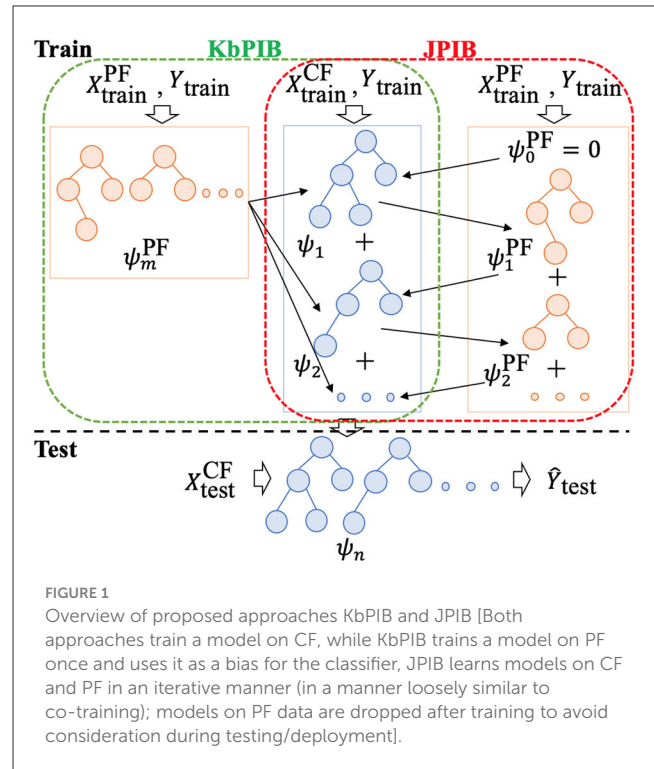 Train KbPIB JPIB
X^PF_train , Y_train X^CF_train, Y_train X^PF_train, Y_train
ψ^PF_0 = 0
ψ^PF_m
ψ_1 + ψ^PF_1 +
ψ_2 + ψ^PF_2 +
Test
X^CF_test Ŷ_test
ψ_n
FIGURE 1
Overview of proposed approaches KbPIB and JPIB [Both
approaches train a model on CF, while KbPIB trains a model on PF
once and uses it as a bias for the classifier, JPIB learns models on CF
and PF in an iterative manner (in a manner loosely similar to
co-training); models on PF data are dropped after training to avoid
consideration during testing/deployment].